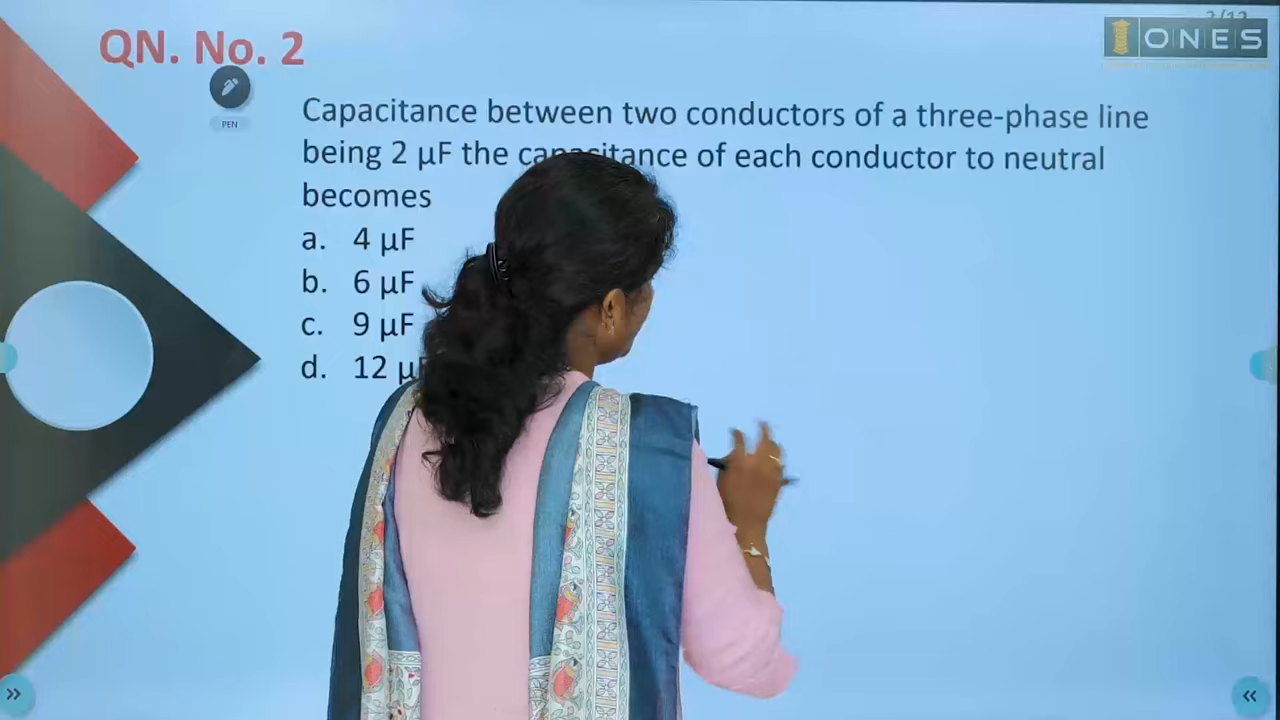 QN. No. 2
ONES
PEN
Capacitance between two conductors of a three-phase line
being 2 µF the capacitance of each conductor to neutral
becomes
a. 4 µF
b. 6 µF
c. 9 µF
d. 12 µF